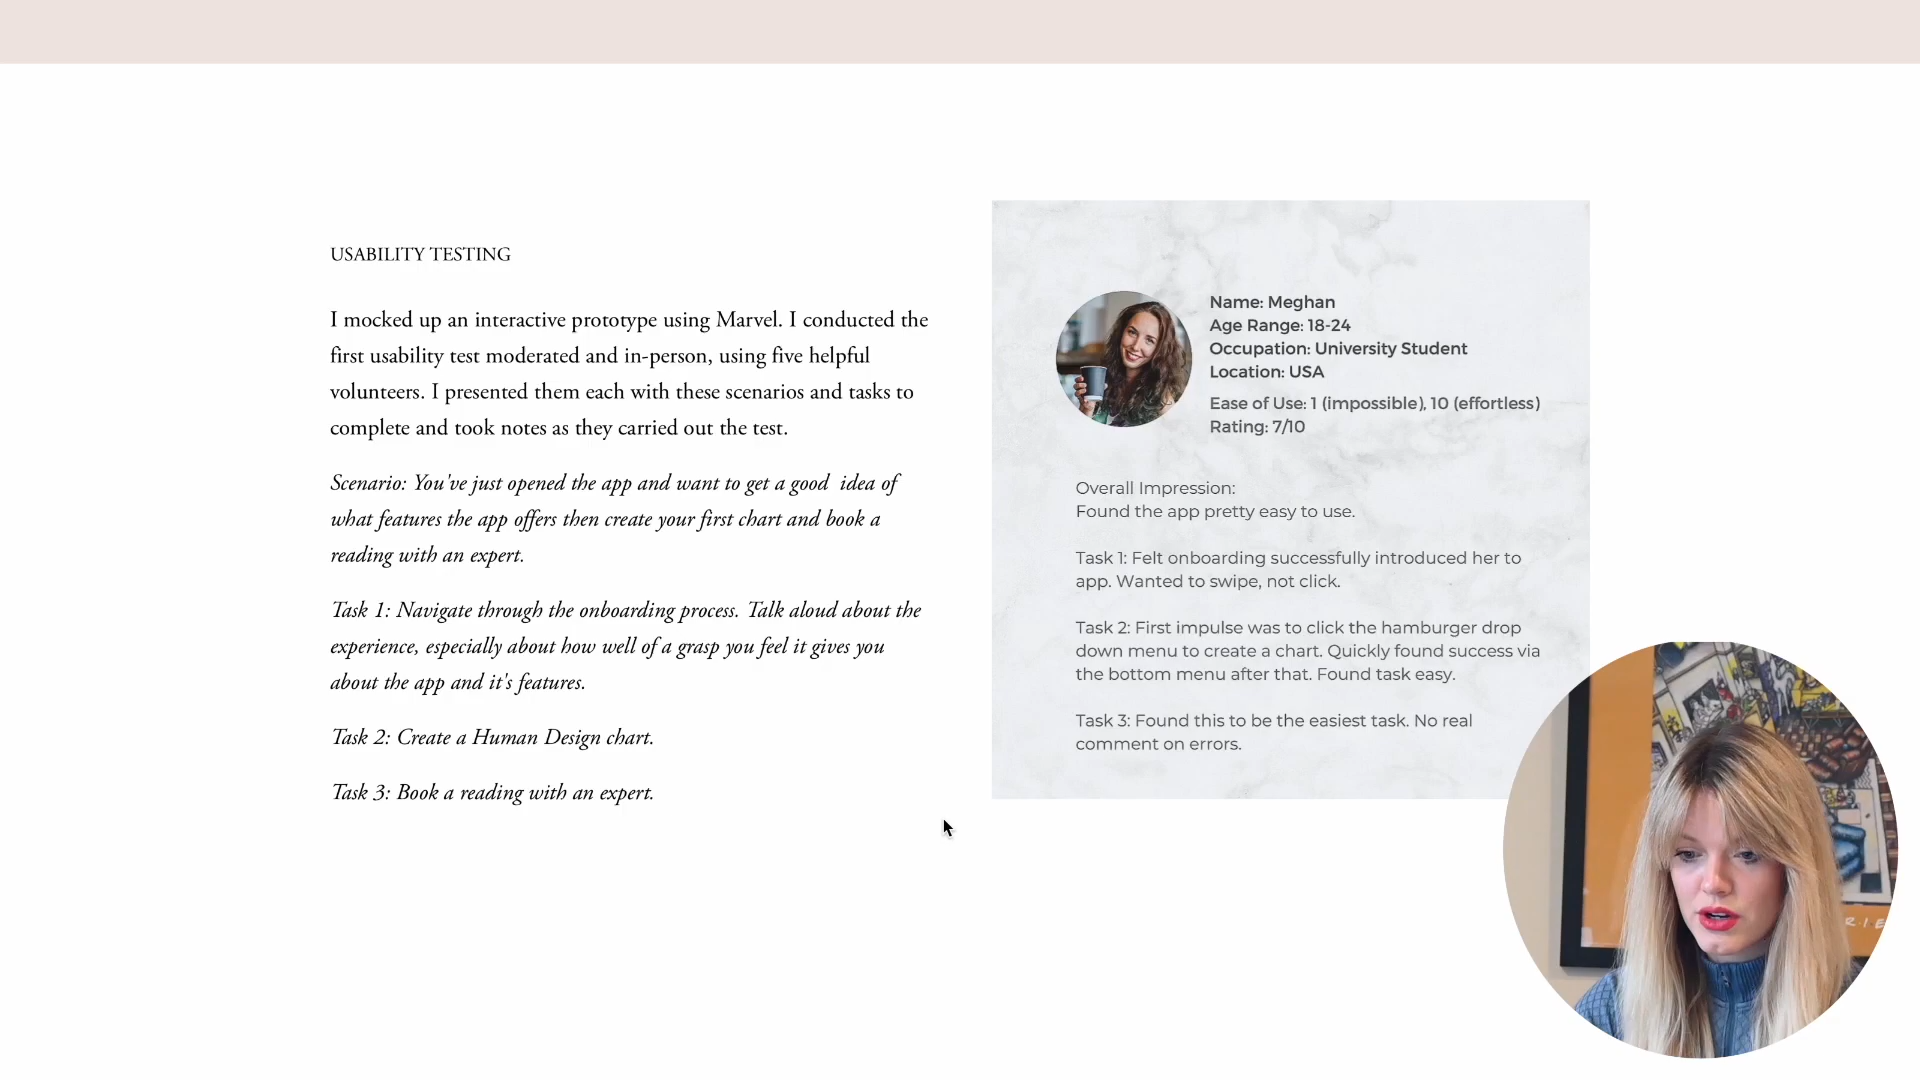 USABILITY TESTING
I mocked up an interactive prototype using Marvel. I conducted the
first usability test moderated and in-person, using five helpful
volunteers. I presented them each with these scenarios and tasks to
complete and took notes as they carried out the test.
Scenario: You've just opened the app and want to get a good  idea of
what features the app offers then create your first chart and book a
reading with an expert.
Task 1: Navigate through the onboarding process. Talk aloud about the
experience, especially about how well of a grasp you feel it gives you
about the app and it's features.
Task 2: Create a Human Design chart.
Task 3: Book a reading with an expert.
Name: Meghan
Age Range: 18-24
Occupation: University Student
Location: USA
Ease of Use: 1 (impossible), 10 (effortless)
Rating: 7/10
Overall Impression:
Found the app pretty easy to use.
Task 1: Felt onboarding successfully introduced her to
app. Wanted to swipe, not click.
Task 2: First impulse was to click the hamburger drop
down menu to create a chart. Quickly found success via
the bottom menu after that. Found task easy.
Task 3: Found this to be the easiest task. No real
comment on errors.